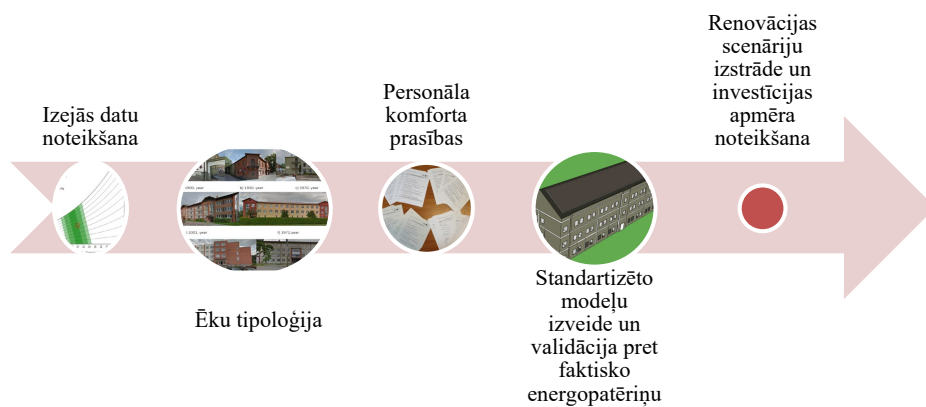 Izejās datu
noteikšana
Ēku tipoloģija
Personāla
komforta
prasības
Standartizēto
modeļu
izveide un
validācija pret
faktisko
energopatēriņu
Renovācijas
scenāriju
izstrāde un
investīcijas
apmēra
noteikšana